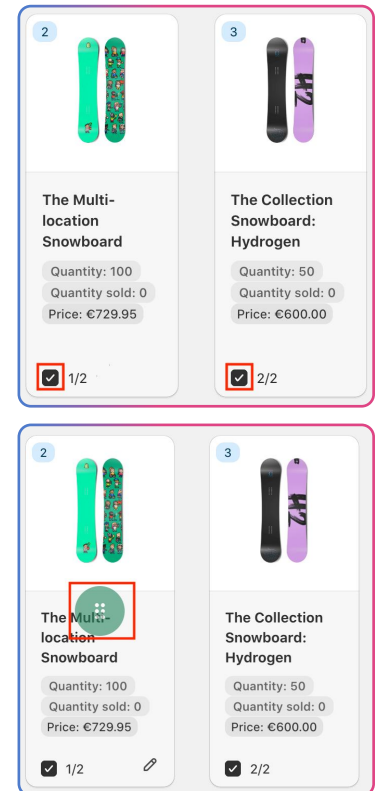 2
3
The Multi-
location
Snowboard
The Collection
Snowboard:
Hydrogen
Quantity: 100
Quantity sold: 0
Price: €729.95
Quantity: 50
Quantity sold: 0
Price: €600.00
1/2
2/2
2
3
The Multi-
location
Snowboard
The Collection
Snowboard:
Hydrogen
Quantity: 100
Quantity sold: 0
Price: €729.95
Quantity: 50
Quantity sold: 0
Price: €600.00
1/2
2/2